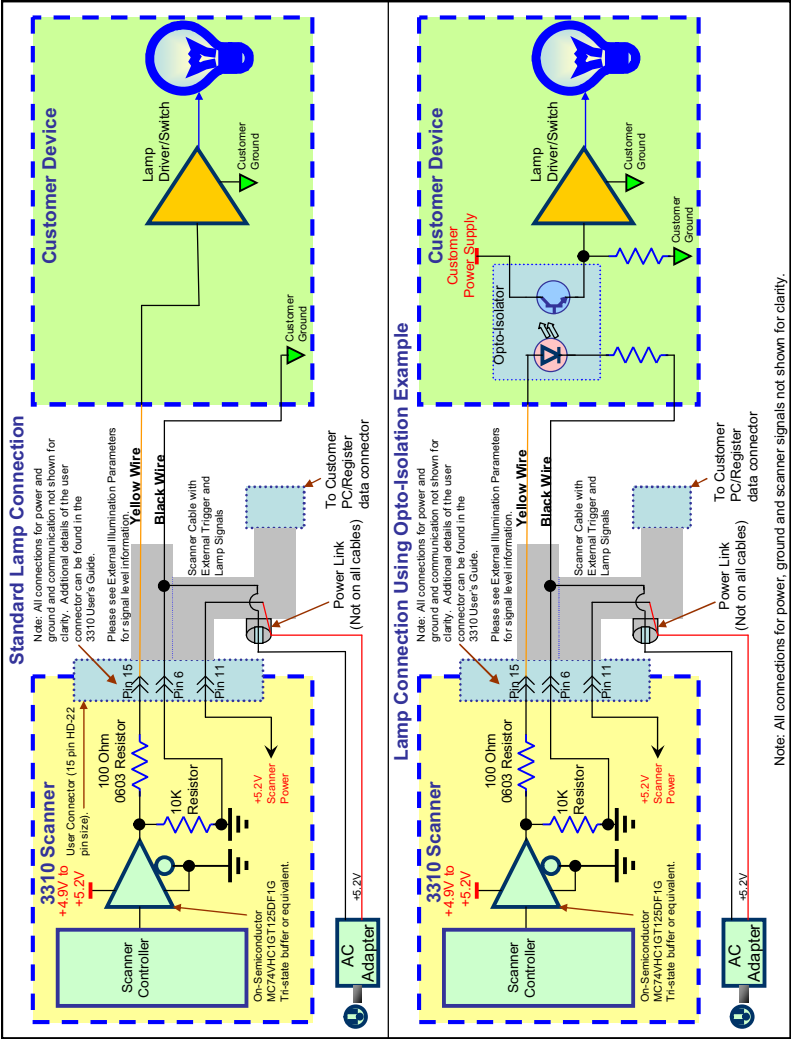 Standard Lamp Connection
3310 Scanner
+4.9V to
+5.2V
User Connector (15 pin HD-22
pin size).
Note: All connections for power and
ground and communication not shown for
clarity. Additional details of the user
connector can be found in the
3310 User's Guide.
Please see External Illumination Parameters
for signal level information.
Customer Device
Scanner
Controller
100 Ohm
0603 Resistor
10K
Resistor
Pin 15
Pin 6
Pin 11
Yellow Wire
Black Wire
Lamp
Driver/Switch
Customer
Ground
Customer
Ground
Scanner Cable with
External Trigger and
Lamp Signals
On-Semiconductor
MC74VHC1GT125DF1G
Tri-state buffer or equivalent.
+5.2V
Scanner
Power
Power Link
(Not on all cables)
To Customer
PC/Register
data connector
AC
Adapter
+5.2V
Lamp Connection Using Opto-Isolation Example
3310 Scanner
+4.9V to
+5.2V
Note: All connections for power and
ground and communication not shown for
clarity. Additional details of the user
connector can be found in the
3310 User's Guide.
Please see External Illumination Parameters
for signal level information.
Customer Device
Customer
Power Supply
Opto-Isolator
Scanner
Controller
100 Ohm
0603 Resistor
10K
Resistor
Pin 15
Pin 6
Pin 11
Yellow Wire
Black Wire
Lamp
Driver/Switch
Customer
Ground
Customer
Ground
Scanner Cable with
External Trigger and
Lamp Signals
On-Semiconductor
MC74VHC1GT125DF1G
Tri-state buffer or equivalent.
+5.2V
Scanner
Power
Power Link
(Not on all cables)
To Customer
PC/Register
data connector
AC
Adapter
+5.2V
Note: All connections for power, ground and scanner signals not shown for clarity.